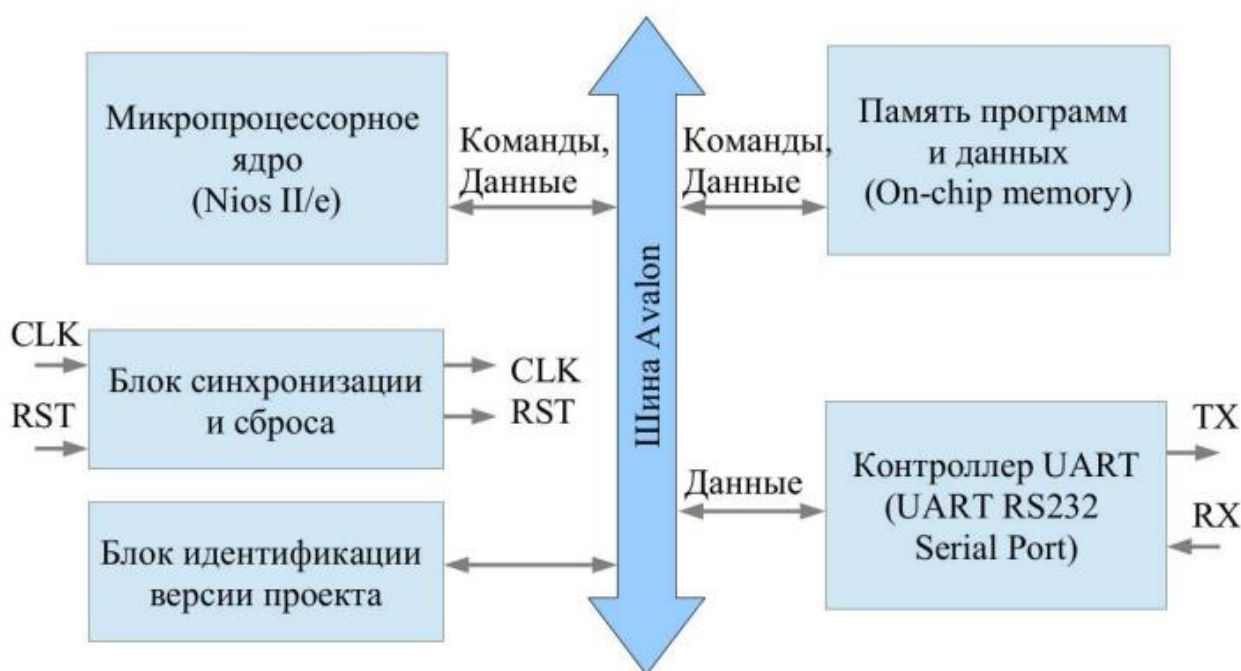 Микропроцессорное
ядро
(Nios II/e)
Команды,
Данные
Команды,
Данные
Память программ
и данных
(On-chip memory)
Шина Avalon
CLK
RST
Блок синхронизации
и сброса
CLK
RST
Данные
Контроллер UART
(UART RS232
Serial Port)
TX
RX
Блок идентификации
версии проекта